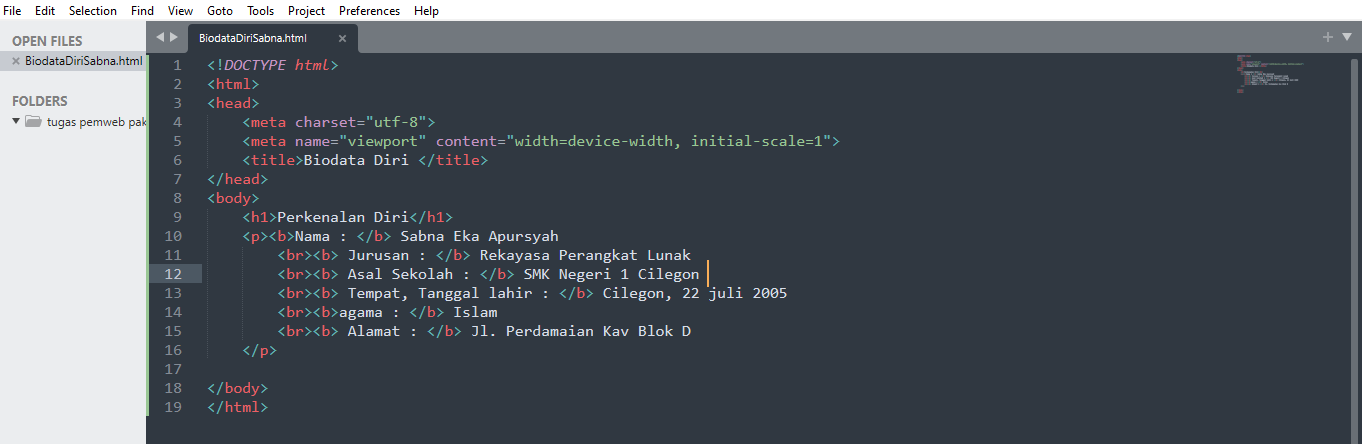 File Edit Selection Find View Goto Tools Project Preferences Help
OPEN FILES
BiodataDiriSabna.html
FOLDERS
tugas pemweb pak
BiodataDiriSabna.html
1 <!DOCTYPE html>
2 <html>
3 <head>
4 <meta charset="utf-8">
5 <meta name="viewport" content="width=device-width, initial-scale=1">
6 <title>Biodata Diri </title>
7 </head>
8 <body>
9 <h1>Perkenalan Diri</h1>
10 <p><b>Nama : </b> Sabna Eka Apursyah
11 <br><b> Jurusan : </b> Rekayasa Perangkat Lunak
12 <br><b> Asal Sekolah : </b> SMK Negeri 1 Cilegon
13 <br><b> Tempat, Tanggal lahir : </b> Cilegon, 22 juli 2005
14 <br><b>agama : </b> Islam
15 <br><b> Alamat : </b> Jl. Perdamaian Kav Blok D
16 </p>
17
18 </body>
19 </html>